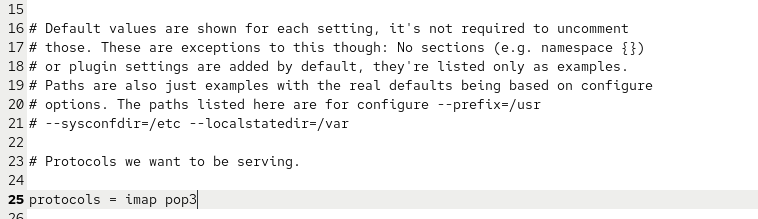 15
16 # Default values are shown for each setting, it's not required to uncomment
17 # those. These are exceptions to this though: No sections (e.g. namespace {})
18 # or plugin settings are added by default, they're listed only as examples.
19 # Paths are also just examples with the real defaults being based on configure
20 # options. The paths listed here are for configure --prefix=/usr
21 # --sysconfdir=/etc --localstatedir=/var
22
23 # Protocols we want to be serving.
24
25 protocols = imap pop3
26